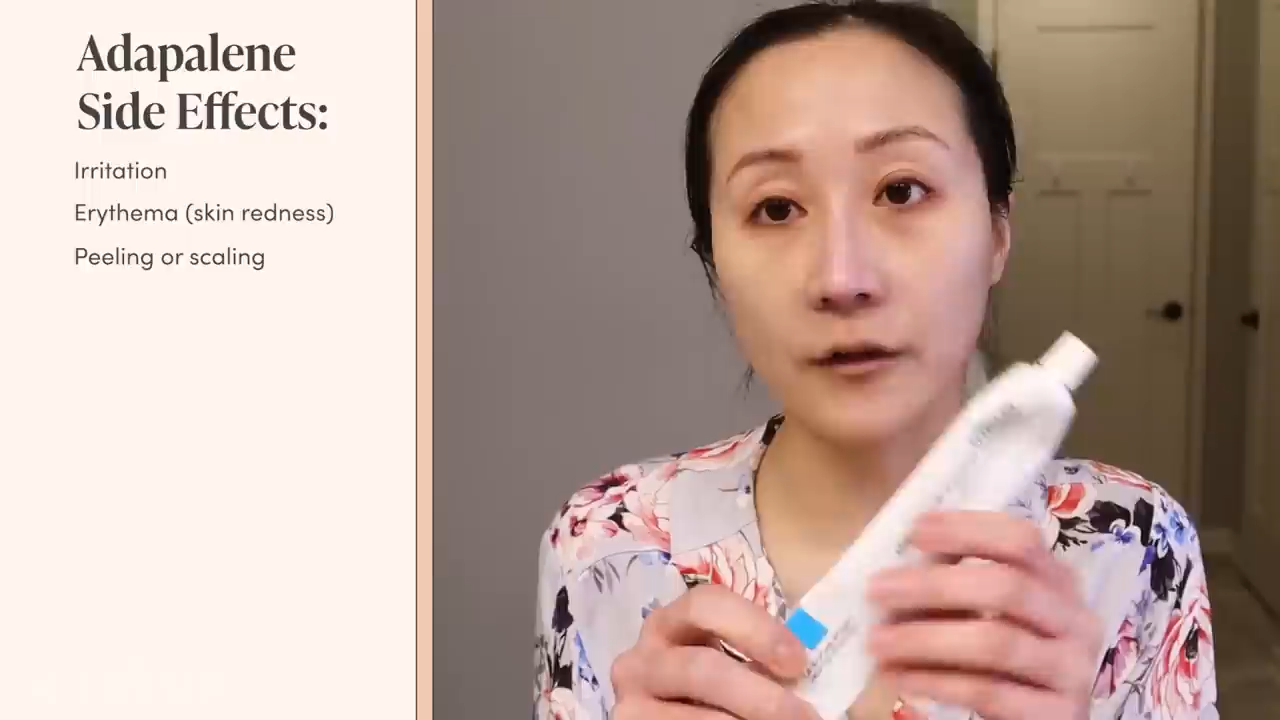 Adapalene
Side Effects:
Irritation
Erythema (skin redness)
Peeling or scaling